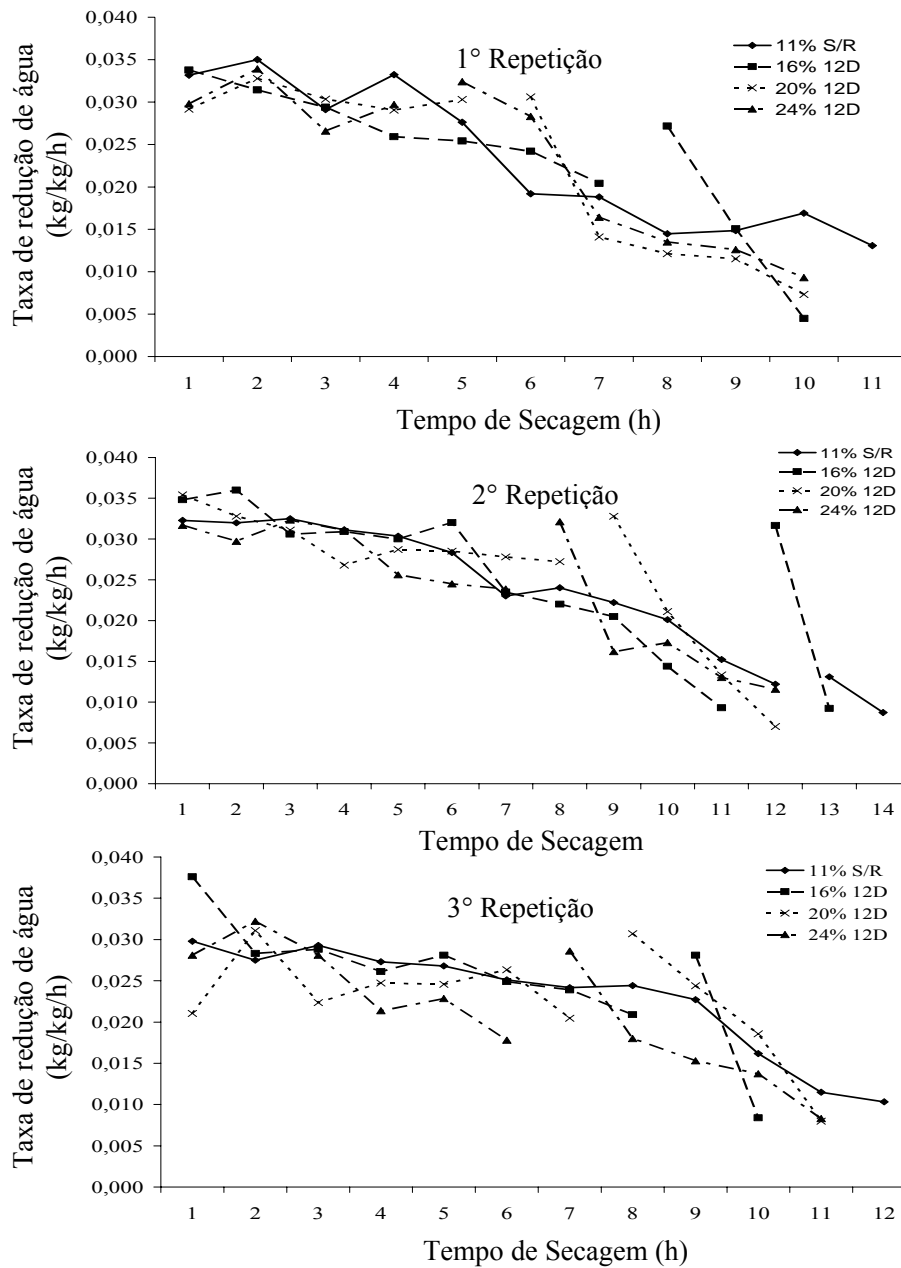 1° Repetição
11% S/R
16% 12D
20% 12D
24% 12D
Taxa de redução de água
(kg/kg/h)
0,040
0,035
0,030
0,025
0,020
0,015
0,010
0,005
0,000
1 2 3 4 5 6 7 8 9 10 11
Tempo de Secagem (h)
2° Repetição
11% S/R
16% 12D
20% 12D
24% 12D
Taxa de redução de água
(kg/kg/h)
0,040
0,035
0,030
0,025
0,020
0,015
0,010
0,005
0,000
1 2 3 4 5 6 7 8 9 10 11 12 13 14
Tempo de Secagem
3° Repetição
11% S/R
16% 12D
20% 12D
24% 12D
Taxa de redução de água
(kg/kg/h)
0,040
0,035
0,030
0,025
0,020
0,015
0,010
0,005
0,000
1 2 3 4 5 6 7 8 9 10 11 12
Tempo de Secagem (h)